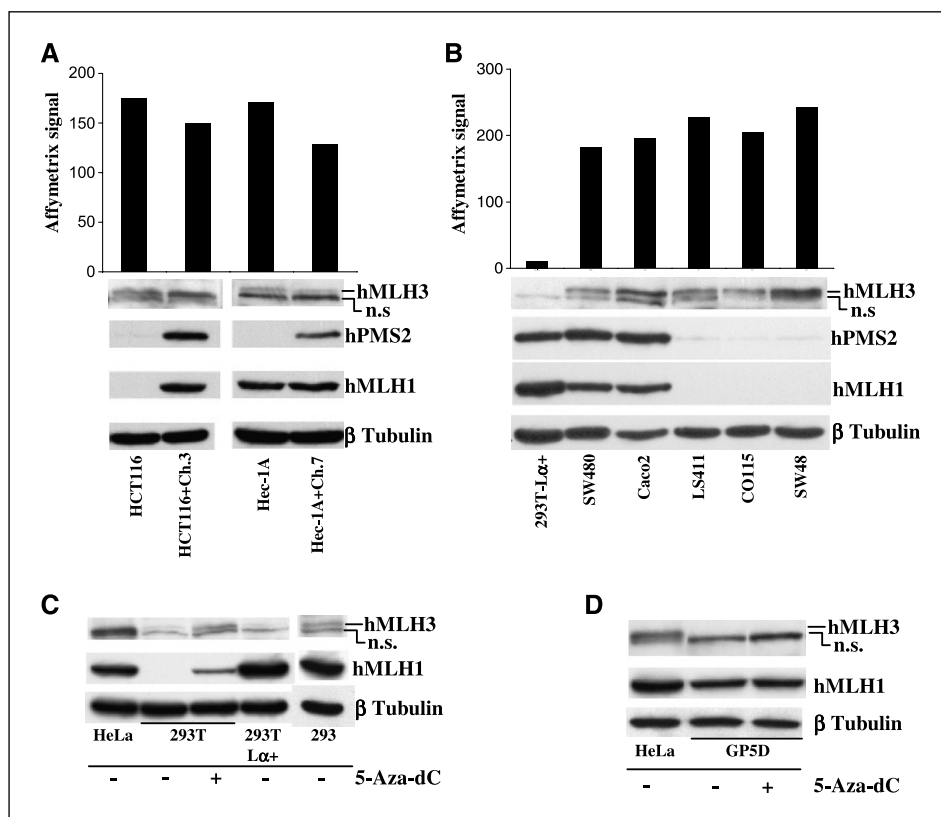 A
Affymetrix signal
200
150
100
50
0
hMLH3
n.s
hPMS2
hMLH1
β Tubulin
HCT116
HCT116+Ch.3
Hec-1A
Hec-1A+Ch.7
B
Affymetrix signal
300
200
100
0
hMLH3
n.s
hPMS2
hMLH1
β Tubulin
293T-Lα+
SW480
Caco2
LS411
CO115
SW48
C
hMLH3
n.s.
hMLH1
β Tubulin
HeLa 293T 293T 293
Lα+
- - + - - 5-Aza-dC
D
hMLH3
n.s.
hMLH1
β Tubulin
HeLa GP5D
- - + 5-Aza-dC